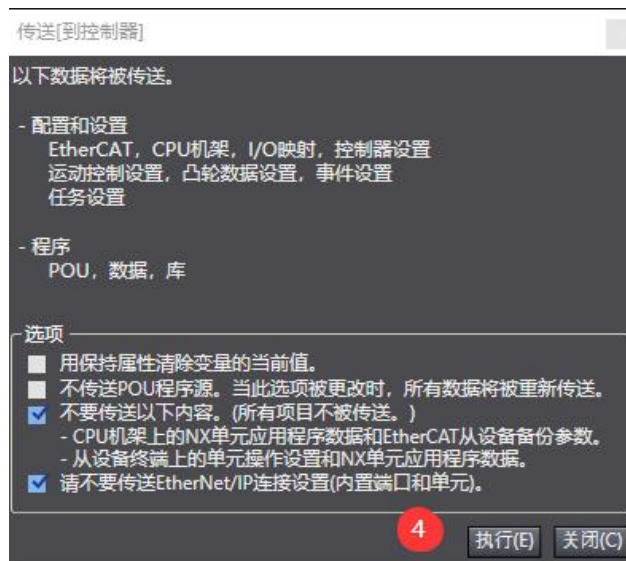 传送[到控制器]
以下数据将被传送。
- 配置和设置
EtherCAT，CPU机架，I/O映射，控制器设置
运动控制设置，凸轮数据设置，事件设置
任务设置
- 程序
POU，数据，库
选项
用保持属性清除变量的当前值。
不传送POU程序源。当此选项被更改时，所有数据将被重新传送。
不要传送以下内容。(所有项目不被传送。)
- CPU机架上的NX单元应用程序数据和EtherCAT从设备备份参数。
- 从设备终端上的单元操作设置和NX单元应用程序数据。
请不要传送EtherNet/IP连接设置(内置端口和单元)。
4
执行(E) 关闭(C)